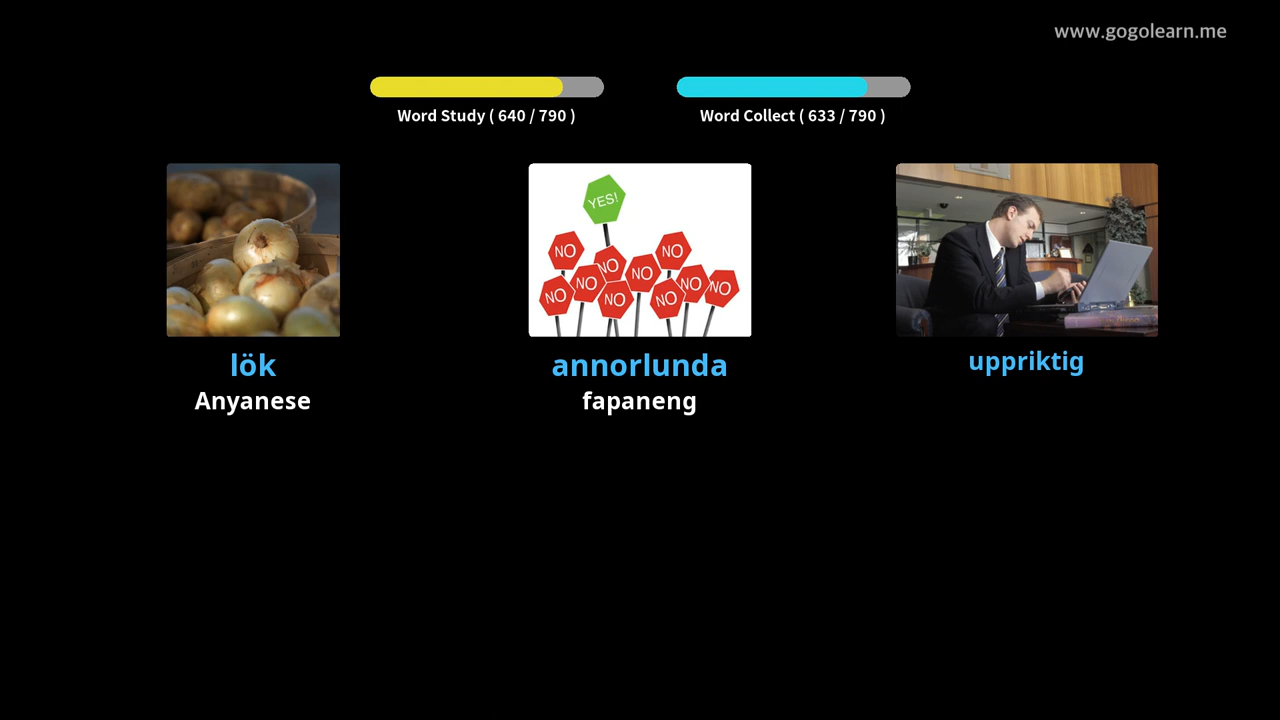 www.gogolearn.me
Word Study ( 640 / 790 )
Word Collect ( 633 / 790 )
YES!
NO
NO
NO
NO
NO
NO
NO
NO
NO
NO
lök
annorlunda
uppriktig
Anyanese
fapaneng